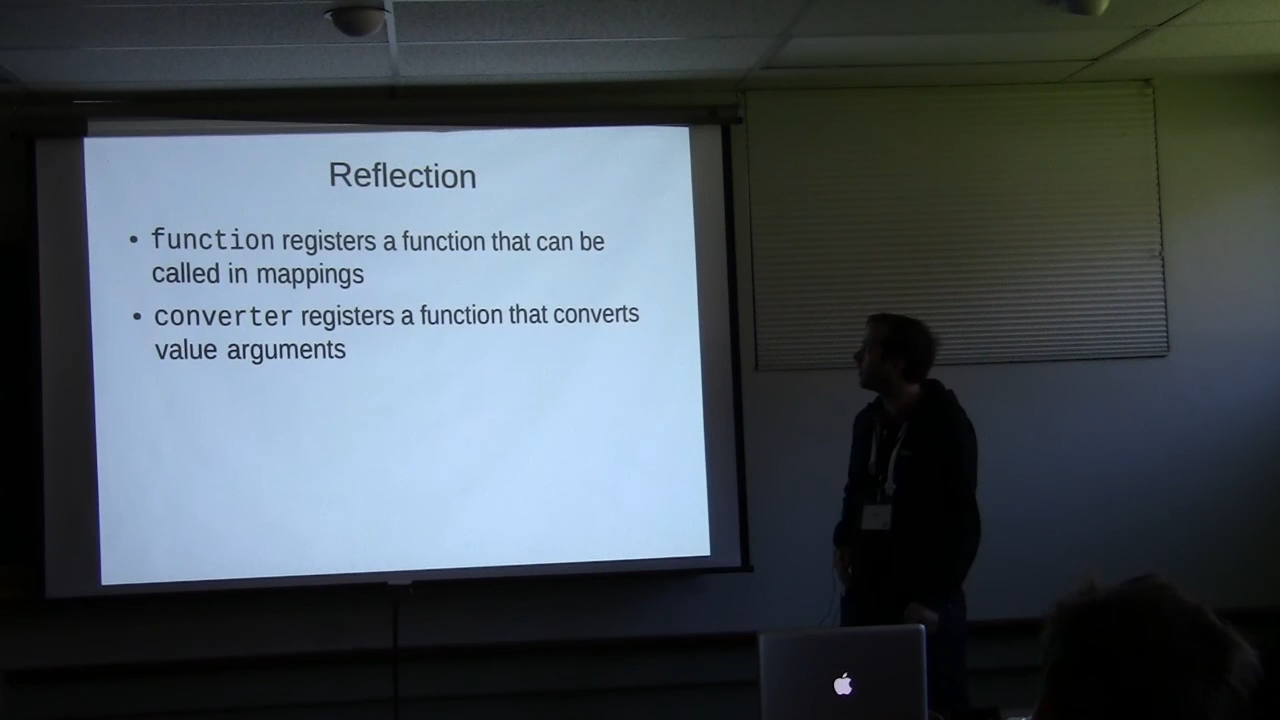 Reflection
• function registers a function that can be
called in mappings
• converter registers a function that converts
value arguments